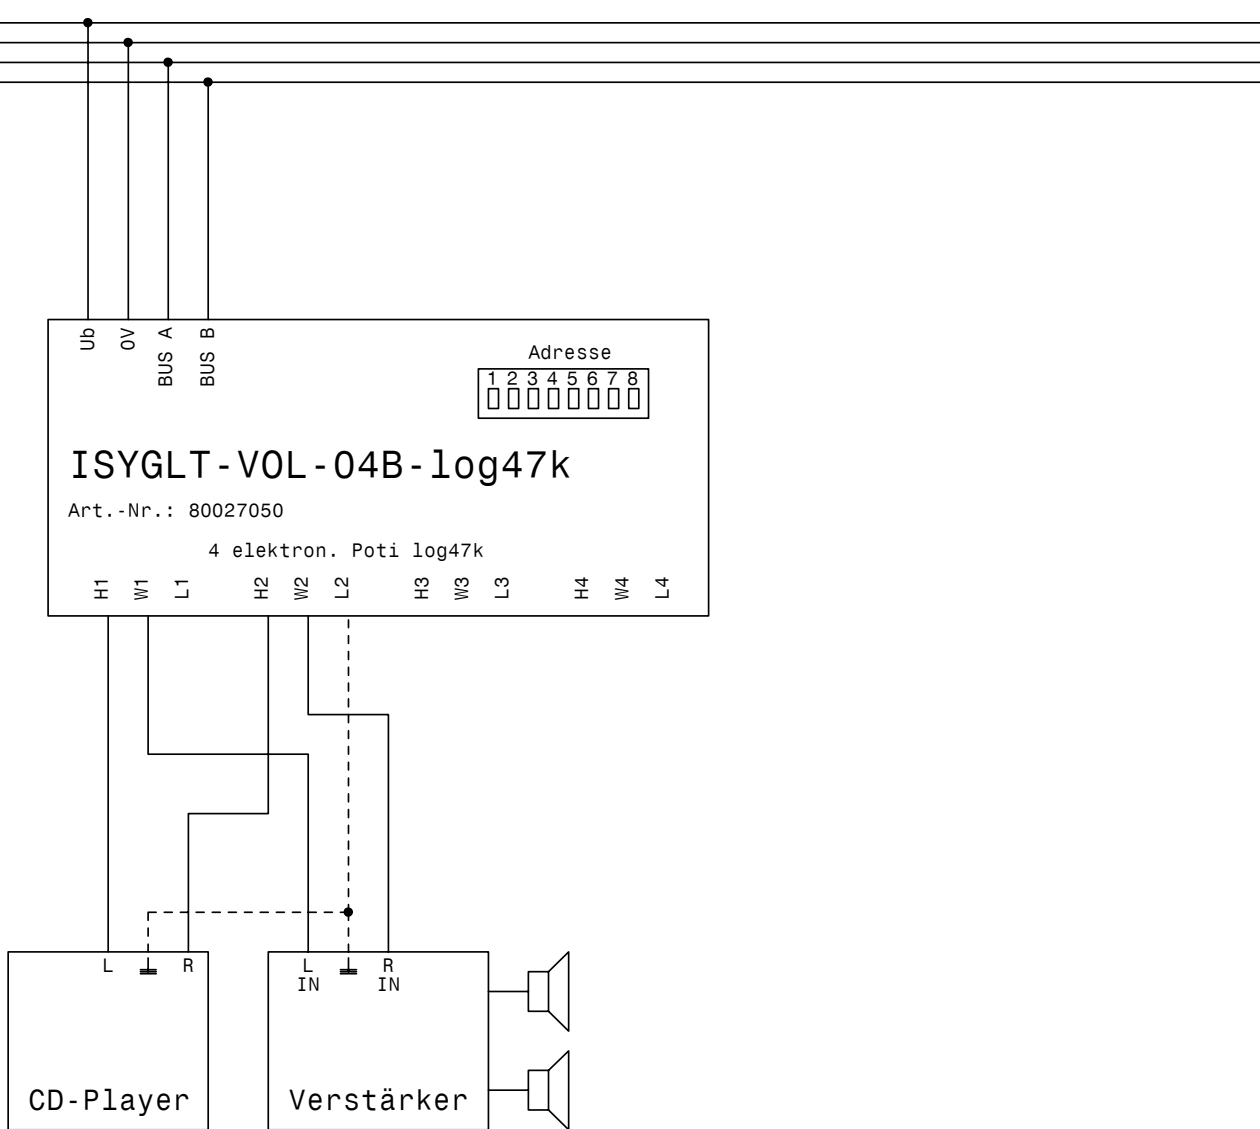 Ub 0V BUS A BUS B
Adresse
1 2 3 4 5 6 7 8
ISYGLT-VOL-04B-log47k
Art.-Nr.: 80027050
4 elektron. Poti log47k
H1 W1 L1 H2 W2 L2 H3 W3 L3 H4 W4 L4
L R
L R
IN IN
CD-Player
Verstärker